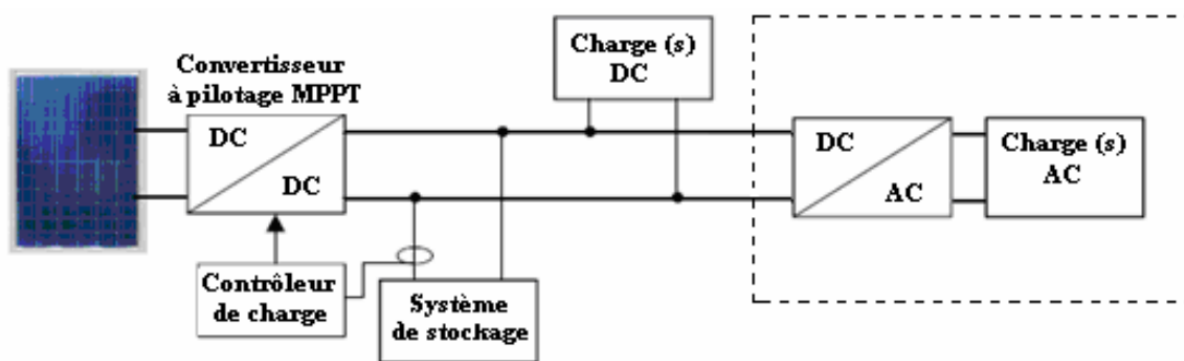 Convertisseur
à pilotage MPPT
DC
DC
Contrôleur
de charge
Système
de stockage
Charge (s)
DC
DC
AC
Charge (s)
AC